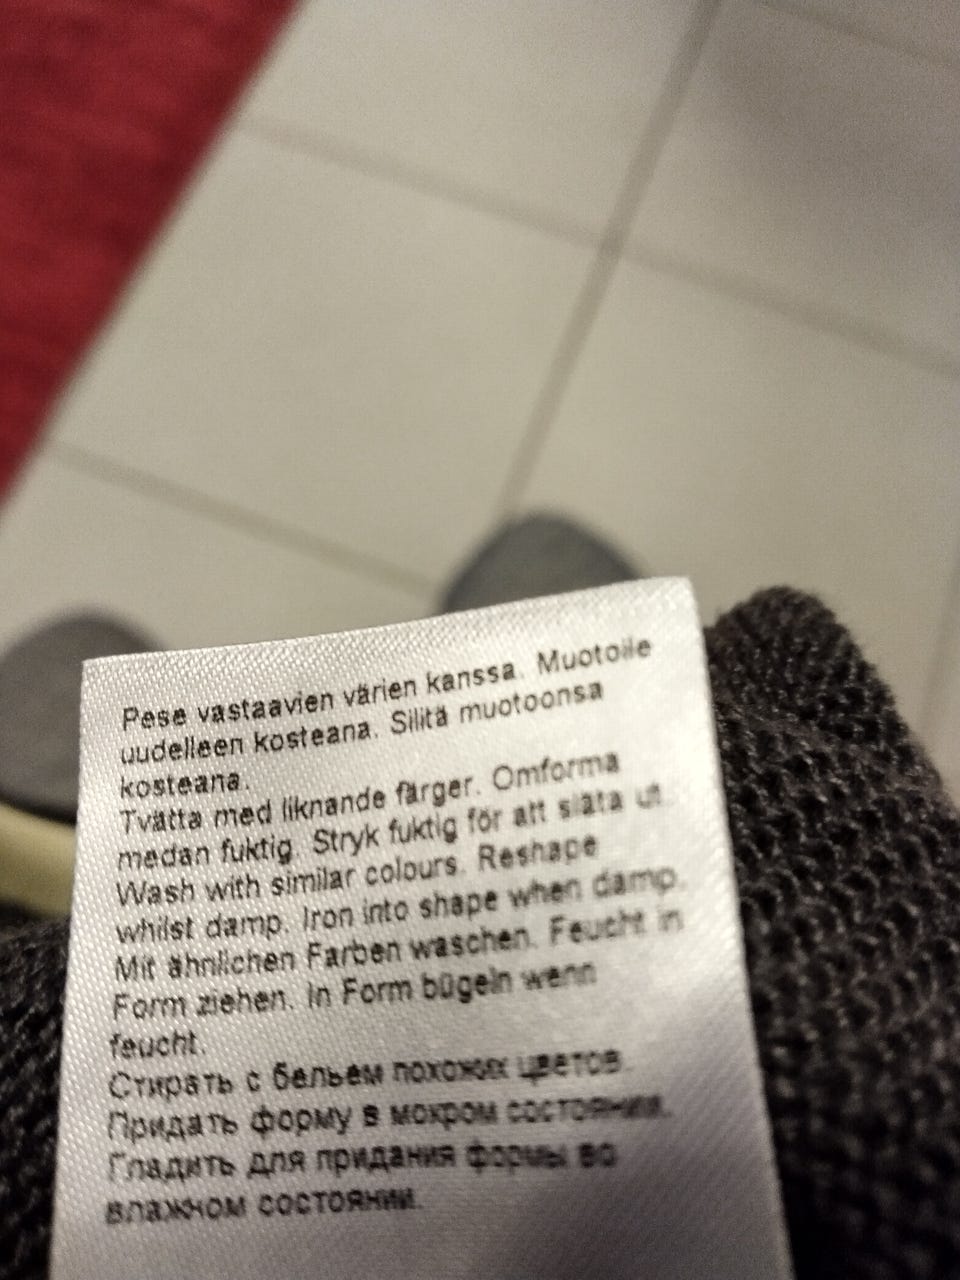 Pese vastaavien värien kanssa. Muotoile
uudelleen kosteana. Silitä muotoonsa
kosteana.
Tvätta med liknande färger. Omforma
medan fuktig. Stryk fuktig för att släta ut.
Wash with similar colours. Reshape
whilst damp. Iron into shape when damp.
Mit ähnlichen Farben waschen. Feucht in
Form ziehen. In Form bügeln wenn
feucht.
Стирать с бельем похожих цветов.
Придать форму в мокром состоянии.
Гладить для придания формы во
влажном состоянии.